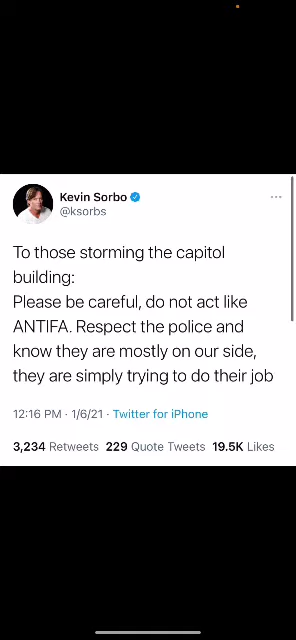 Kevin Sorbo
@ksorbs
To those storming the capitol
building:
Please be careful, do not act like
ANTIFA. Respect the police and
know they are mostly on our side,
they are simply trying to do their job
12:16 PM · 1/6/21 · Twitter for iPhone
3,234 Retweets 229 Quote Tweets 19.5K Likes